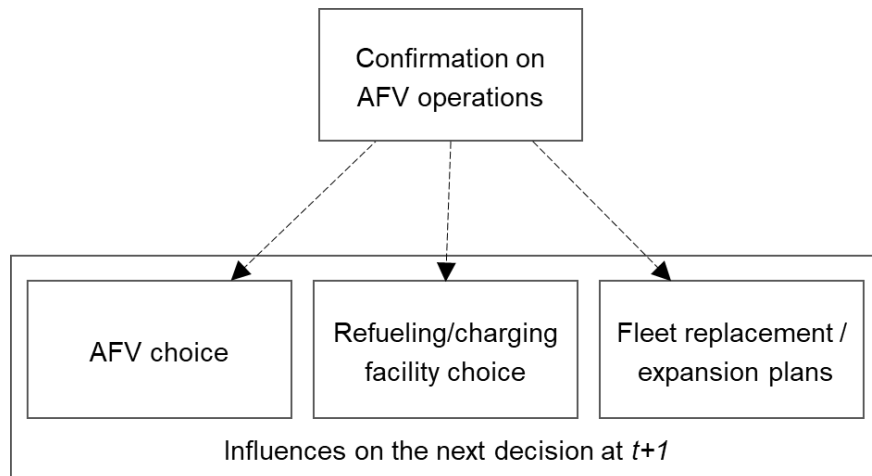 Confirmation on
AFV operations
AFV choice
Refueling/charging
facility choice
Fleet replacement /
expansion plans
Influences on the next decision at t+1